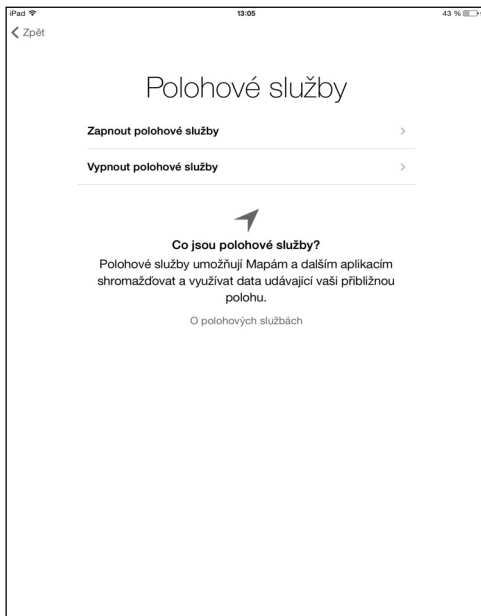 iPad 13:05 43 %
Zpět
Polohové služby
Zapnout polohové služby
Vypnout polohové služby
Co jsou polohové služby?
Polohové služby umožňují Mapám a dalším aplikacím
shromažďovat a využívat data udávající vaši přibližnou
polohu.
O polohových službách